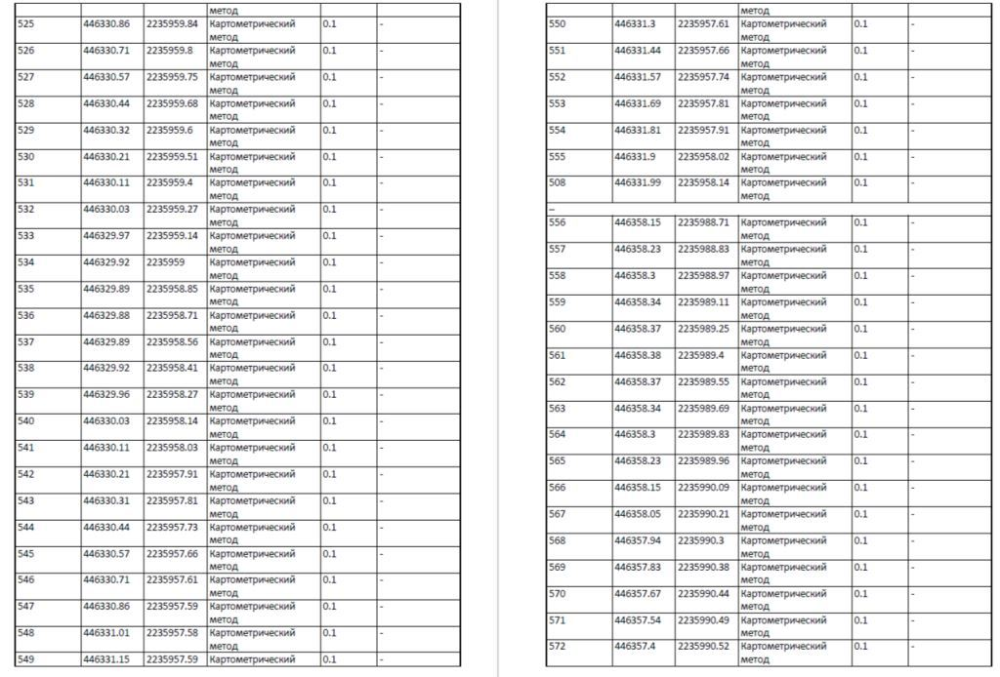 метод
525 446330.86 2235959.84 Картометрический 0.1 -
метод
526 446330.71 2235959.8 Картометрический 0.1 -
метод
527 446330.57 2235959.75 Картометрический 0.1 -
метод
528 446330.44 2235959.68 Картометрический 0.1 -
метод
529 446330.32 2235959.6 Картометрический 0.1 -
метод
530 446330.21 2235959.51 Картометрический 0.1 -
метод
531 446330.11 2235959.4 Картометрический 0.1 -
метод
532 446330.03 2235959.27 Картометрический 0.1 -
метод
533 446329.97 2235959.14 Картометрический 0.1 -
метод
534 446329.92 2235959 Картометрический 0.1 -
метод
535 446329.89 2235958.85 Картометрический 0.1 -
метод
536 446329.88 2235958.71 Картометрический 0.1 -
метод
537 446329.89 2235958.56 Картометрический 0.1 -
метод
538 446329.92 2235958.41 Картометрический 0.1 -
метод
539 446329.96 2235958.27 Картометрический 0.1 -
метод
540 446330.03 2235958.14 Картометрический 0.1 -
метод
541 446330.11 2235958.03 Картометрический 0.1 -
метод
542 446330.21 2235957.91 Картометрический 0.1 -
метод
543 446330.31 2235957.81 Картометрический 0.1 -
метод
544 446330.44 2235957.73 Картометрический 0.1 -
метод
545 446330.57 2235957.66 Картометрический 0.1 -
метод
546 446330.71 2235957.61 Картометрический 0.1 -
метод
547 446330.86 2235957.59 Картометрический 0.1 -
метод
548 446331.01 2235957.58 Картометрический 0.1 -
метод
549 446331.15 2235957.59 Картометрический 0.1 -
метод
550 446331.3 2235957.61 Картометрический 0.1 -
метод
551 446331.44 2235957.66 Картометрический 0.1 -
метод
552 446331.57 2235957.74 Картометрический 0.1 -
метод
553 446331.69 2235957.81 Картометрический 0.1 -
метод
554 446331.81 2235957.91 Картометрический 0.1 -
метод
555 446331.9 2235958.02 Картометрический 0.1 -
метод
508 446331.99 2235958.14 Картометрический 0.1 -
метод
–
556 446358.15 2235988.71 Картометрический 0.1 -
метод
557 446358.23 2235988.83 Картометрический 0.1 -
метод
558 446358.3 2235988.97 Картометрический 0.1 -
метод
559 446358.34 2235989.11 Картометрический 0.1 -
метод
560 446358.37 2235989.25 Картометрический 0.1 -
метод
561 446358.38 2235989.4 Картометрический 0.1 -
метод
562 446358.37 2235989.55 Картометрический 0.1 -
метод
563 446358.34 2235989.69 Картометрический 0.1 -
метод
564 446358.3 2235989.83 Картометрический 0.1 -
метод
565 446358.23 2235989.96 Картометрический 0.1 -
метод
566 446358.15 2235990.09 Картометрический 0.1 -
метод
567 446358.05 2235990.21 Картометрический 0.1 -
метод
568 446357.94 2235990.3 Картометрический 0.1 -
метод
569 446357.83 2235990.38 Картометрический 0.1 -
метод
570 446357.67 2235990.44 Картометрический 0.1 -
метод
571 446357.54 2235990.49 Картометрический 0.1 -
метод
572 446357.4 2235990.52 Картометрический 0.1 -
метод